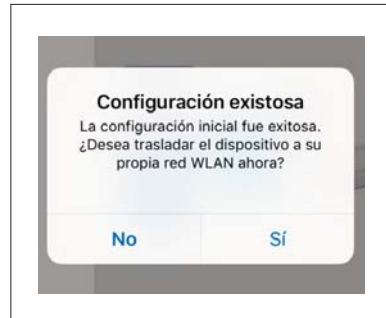 Configuración existosa
La configuración inicial fue exitosa.
¿Desea trasladar el dispositivo a su
propia red WLAN ahora?
No
Sí